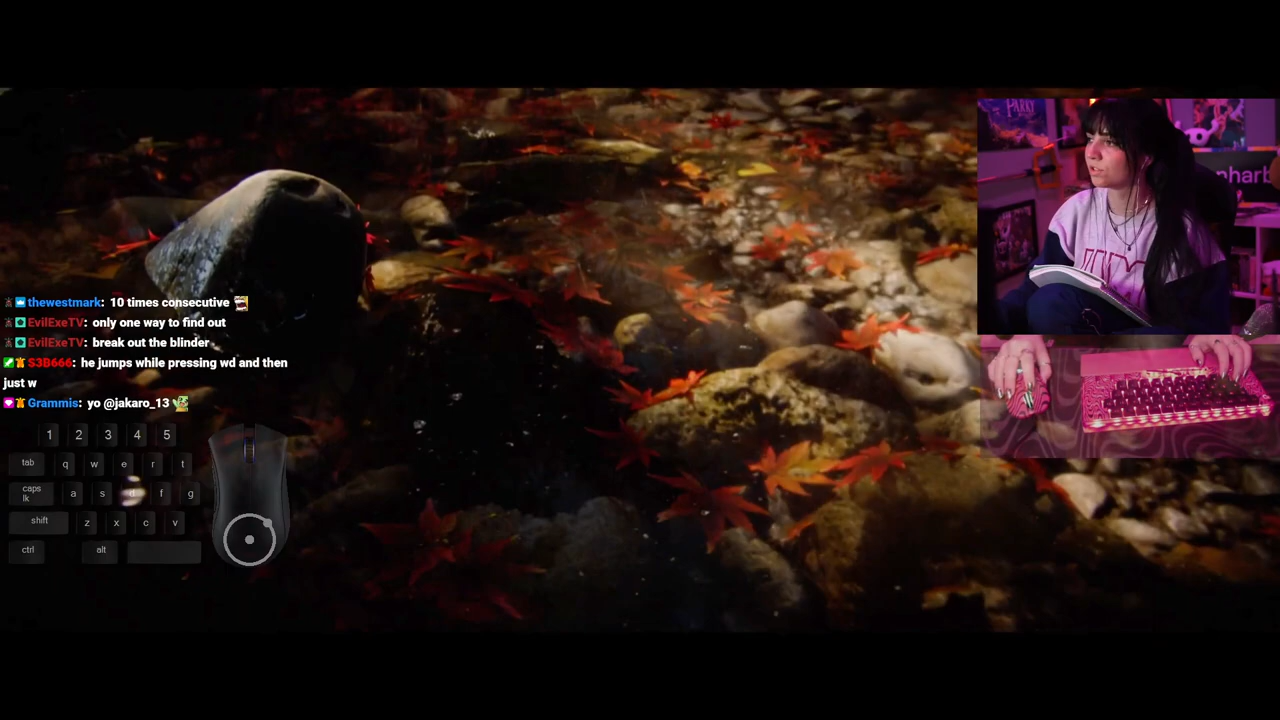 PARKY
pharb
thewestmark: 10 times consecutive
EvilExeTV: only one way to find out
EvilExeTV: break out the blinder
S3B666: he jumps while pressing wd and then
just w
Grammis: yo @jakaro_13
1 2 3 4 5
tab q w e r t
caps
lk a s d f g
shift z x c v
ctrl alt